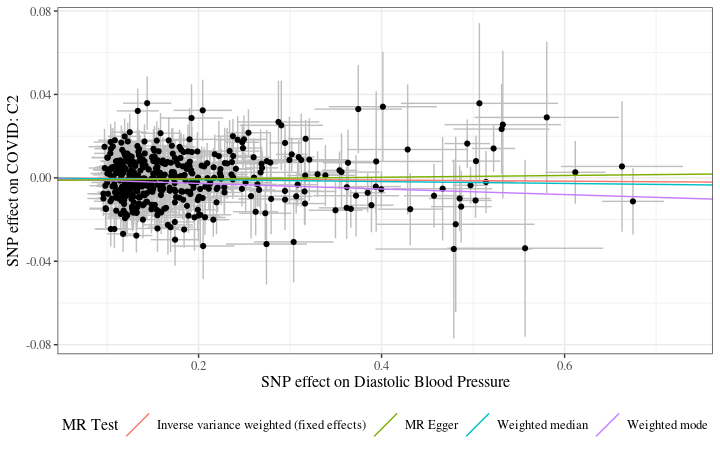 0.08
0.04
0.00
-0.04
-0.08
SNP effect on COVID: C2
0.2 0.4 0.6
SNP effect on Diastolic Blood Pressure
MR Test Inverse variance weighted (fixed effects) MR Egger Weighted median Weighted mode